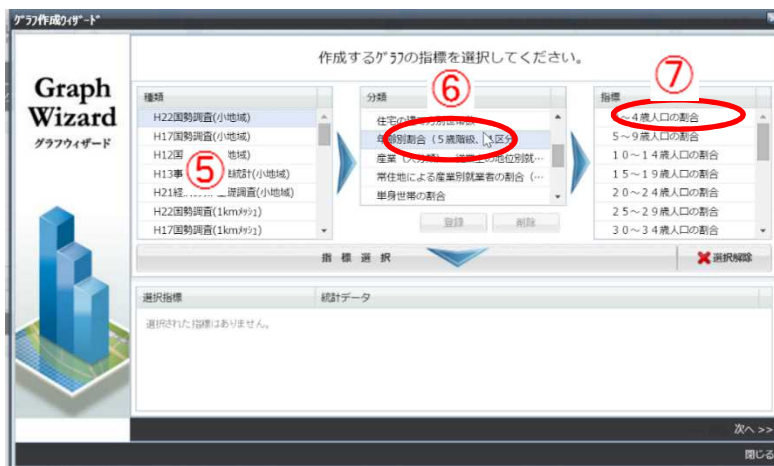 ｸﾞﾗﾌ作成ｳｨｻﾞｰﾄﾞ
作成するｸﾞﾗﾌの指標を選択してください。
Graph
Wizard
グラフウィザード
種類
H22国勢調査(小地域)
H17国勢調査(小地域)
H12国 地域)
H13事 統計(小地域)
H21経 礎調査(小地域)
H22国勢調査(1kmﾒｯｼｭ)
H17国勢調査(1kmﾒｯｼｭ)
⑤
分類
⑥
年齢別割合（５歳階級、 区分
産業（大分類）、 の地位別就…
常住地による産業別就業者の割合（…
単身世帯の割合
登録 削除
指標
⑦
～４歳人口の割合
５～９歳人口の割合
１０～１４歳人口の割合
１５～１９歳人口の割合
２０～２４歳人口の割合
２５～２９歳人口の割合
３０～３４歳人口の割合
指 標 選 択
選択解除
選択指標 統計データ
選択された指標はありません。
次へ >>
閉じる